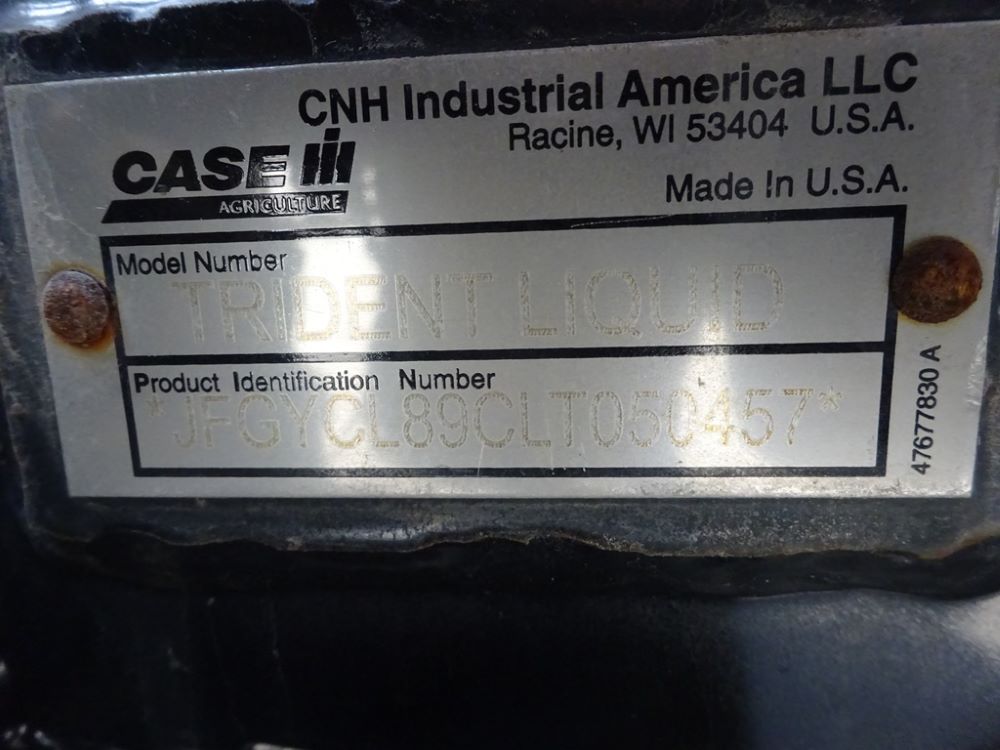 CNH Industrial America LLC
Racine, WI 53404 U.S.A.
CASE IH
AGRICULTURE
Made In U.S.A.
Model Number
TRIDENT LIQUID
Product Identification Number
*JFGYCL89CLT050457*
47677830 A